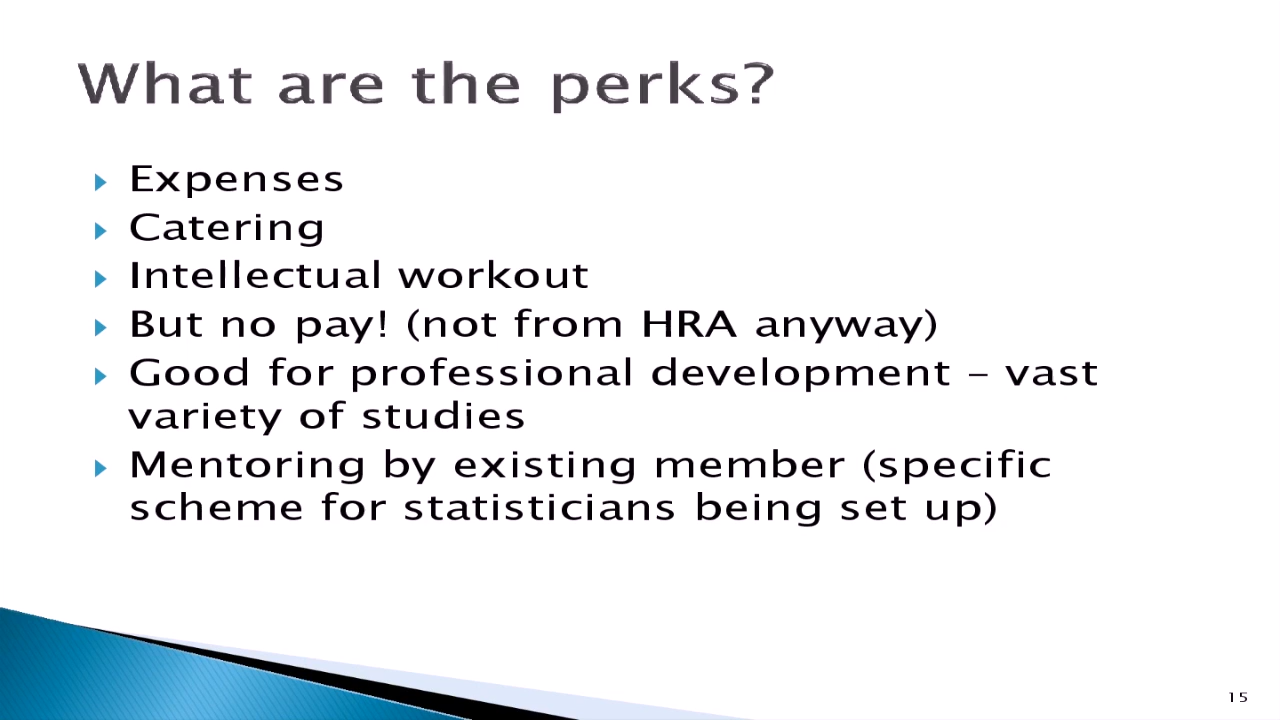 What are the perks?
Expenses
Catering
Intellectual workout
But no pay! (not from HRA anyway)
Good for professional development – vast
variety of studies
Mentoring by existing member (specific
scheme for statisticians being set up)
15